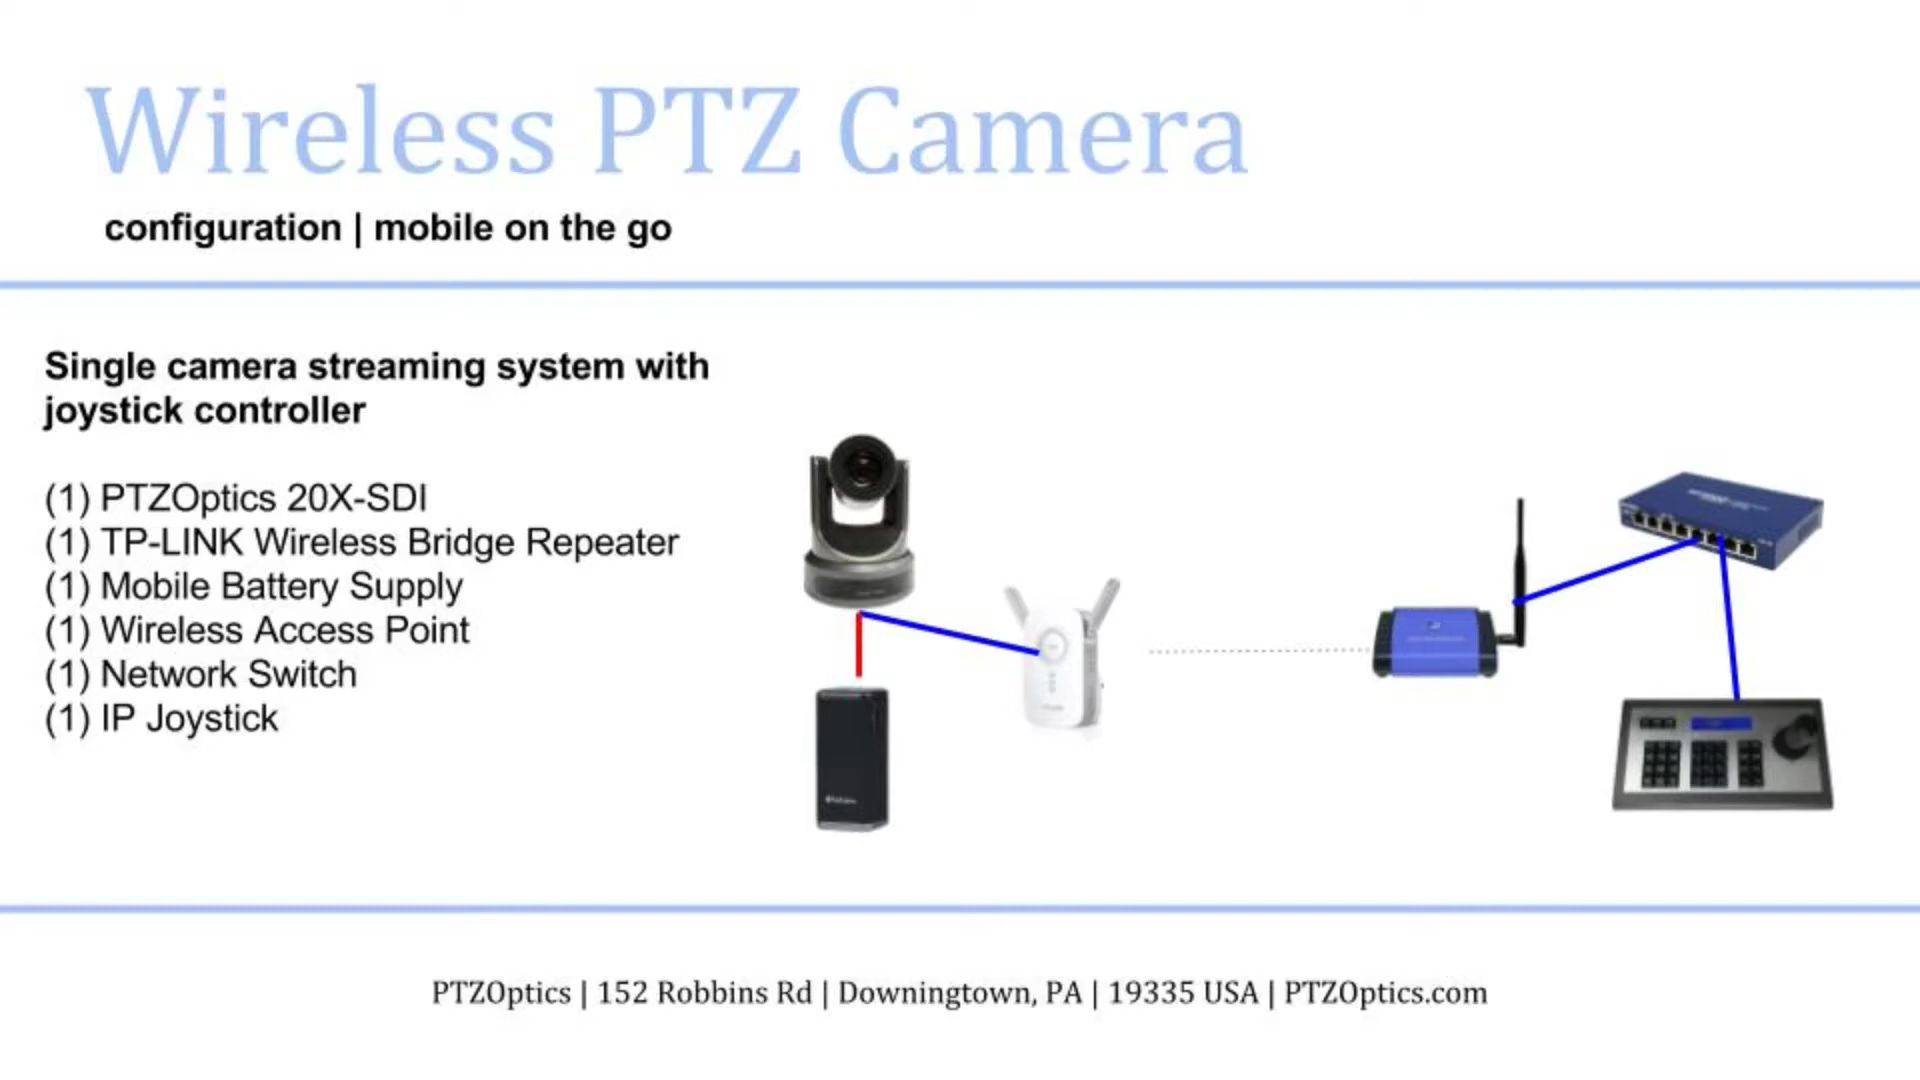 Wireless PTZ Camera
configuration | mobile on the go
Single camera streaming system with
joystick controller
(1) PTZOptics 20X-SDI
(1) TP-LINK Wireless Bridge Repeater
(1) Mobile Battery Supply
(1) Wireless Access Point
(1) Network Switch
(1) IP Joystick
PTZOptics | 152 Robbins Rd | Downingtown, PA | 19335 USA | PTZOptics.com